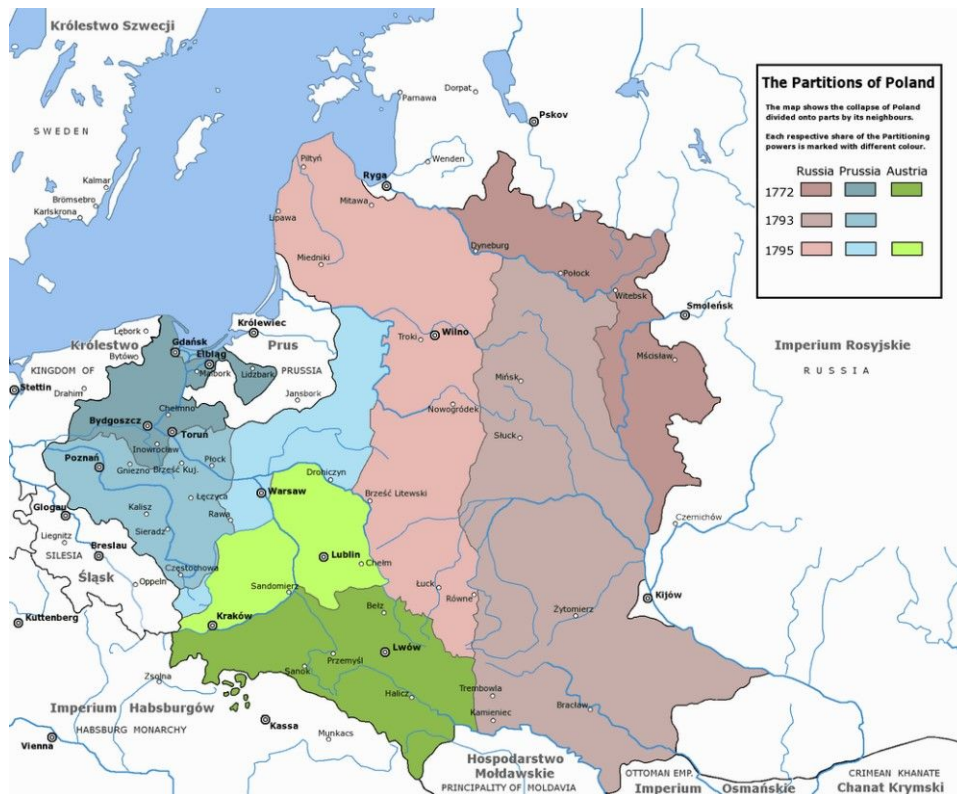 Królestwo Szwecji
SWEDEN
Kalmar
Brömsebro
Karlskrona
Parnawa
Dorpat
Pskov
Piltyń
Wenden
Ryga
Mitawa
Lipawa
Miedniki
Dyneburg
Połock
Witebsk
Smoleńsk
The Partitions of Poland
The map shows the collapse of Poland
divided onto parts by its neighbours.
Each respective share of the Partitioning
powers is marked with different colour.
Russia Prussia Austria
1772
1793
1795
Lębork
Królestwo
Bytów
KINGDOM OF
Drahim
Stettin
Gdańsk
Elbląg
Malbork
Królewiec
Prus
Lidzbark
PRUSSIA
Jansbork
Troki
Wilno
Mińsk
Mścisław
Imperium Rosyjskie
RUSSIA
Chełmno
Bydgoszcz
Toruń
Inowrocław
Nowogródek
Słuck
Poznań
Gniezno
Brześć Kuj.
Płock
Drohiczyn
Warsaw
Brześć Litewski
Łęczyca
Kalisz
Rawa
Sieradz
Glogau
Liegnitz
SILESIA
Breslau
Śląsk
Oppeln
Częstochowa
Lublin
Chełm
Czernichów
Sandomierz
Łuck
Równe
Kijów
Żytomierz
Kuttenberg
Kraków
Bełz
Lwów
Przemyśl
Sanok
Zsolna
Halicz
Trembowla
Kamieniec
Bracław
Imperium Habsburgów
HABSBURG MONARCHY
Vienna
Kassa
Munkacs
Hospodarstwo
Mołdawskie
PRINCIPALITY OF MOLDAVIA
OTTOMAN EMP.
Imperium Osmańskie
CRIMEAN KHANATE
Chanat Krymski